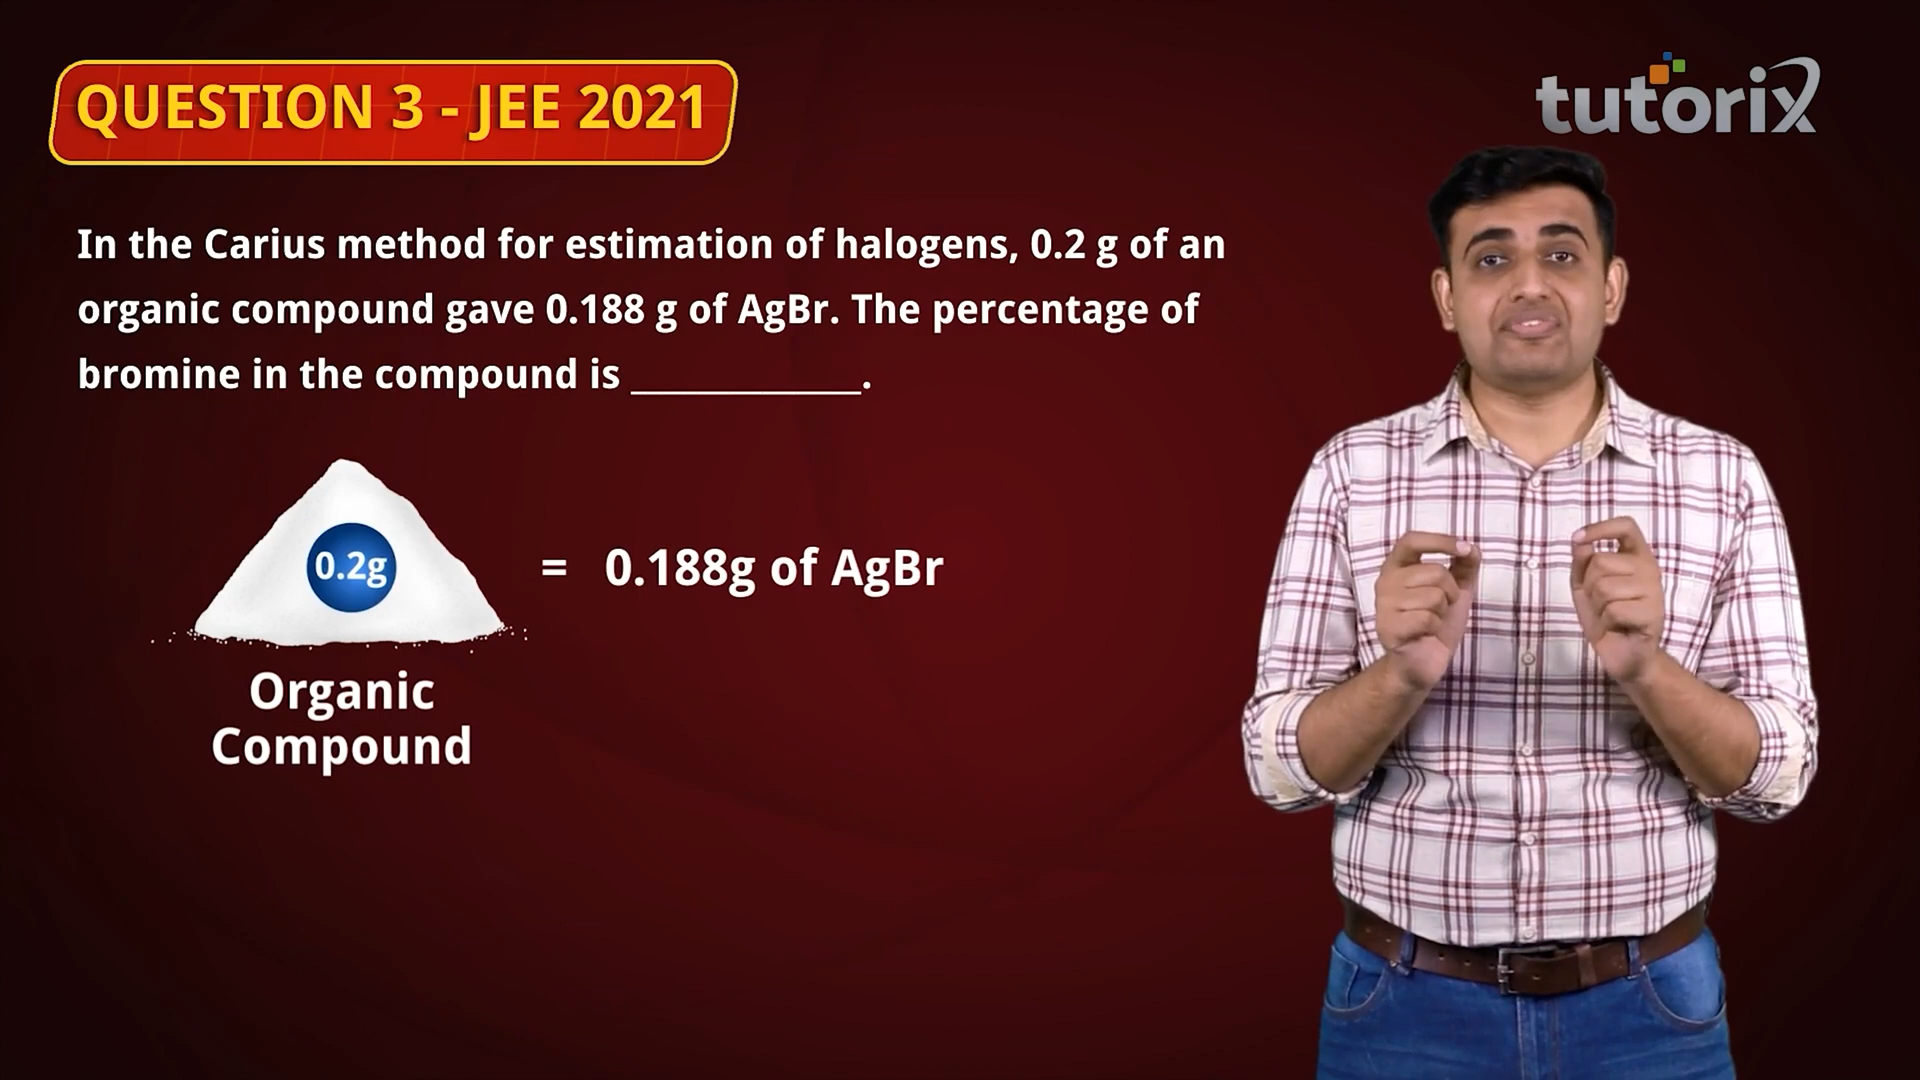 QUESTION 3 - JEE 2021
tutorix
In the Carius method for estimation of halogens, 0.2 g of an
organic compound gave 0.188 g of AgBr. The percentage of
bromine in the compound is ____________.
0.2g
= 0.188g of AgBr
Organic
Compound